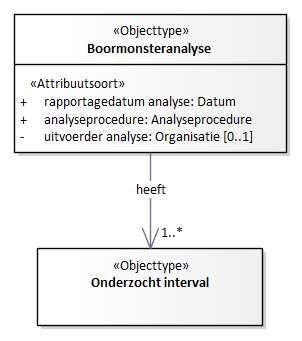 «Objecttype»
Boormonsteranalyse
«Attribuutsoort»
+ rapportagedatum analyse: Datum
+ analyseprocedure: Analyseprocedure
- uitvoerder analyse: Organisatie [0..1]
heeft
1..*
«Objecttype»
Onderzocht interval